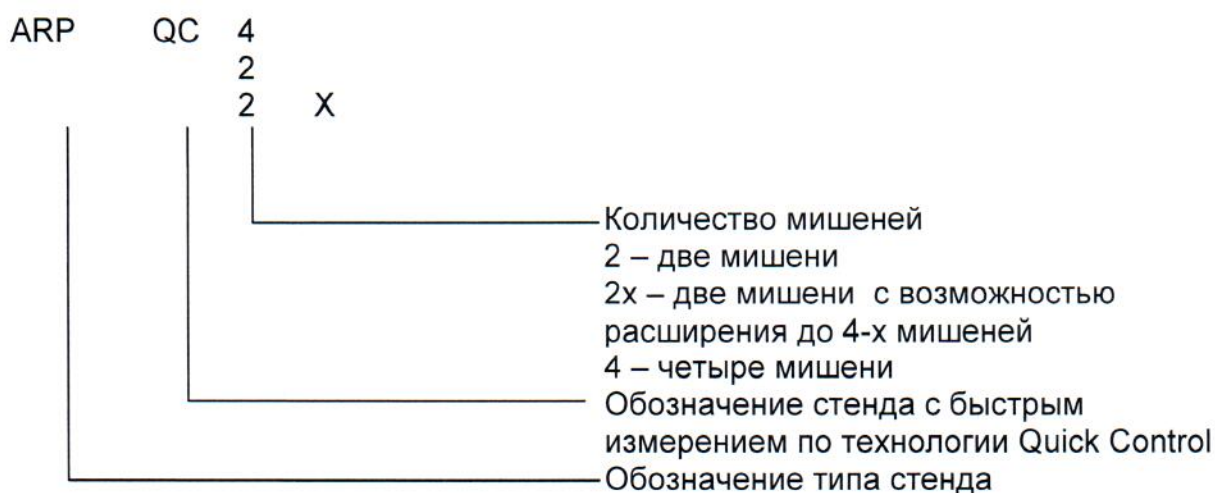 ARP QC 4
2
2 X
Количество мишеней
2 – две мишени
2х – две мишени с возможностью
расширения до 4-х мишеней
4 – четыре мишени
Обозначение стенда с быстрым
измерением по технологии Quick Control
Обозначение типа стенда